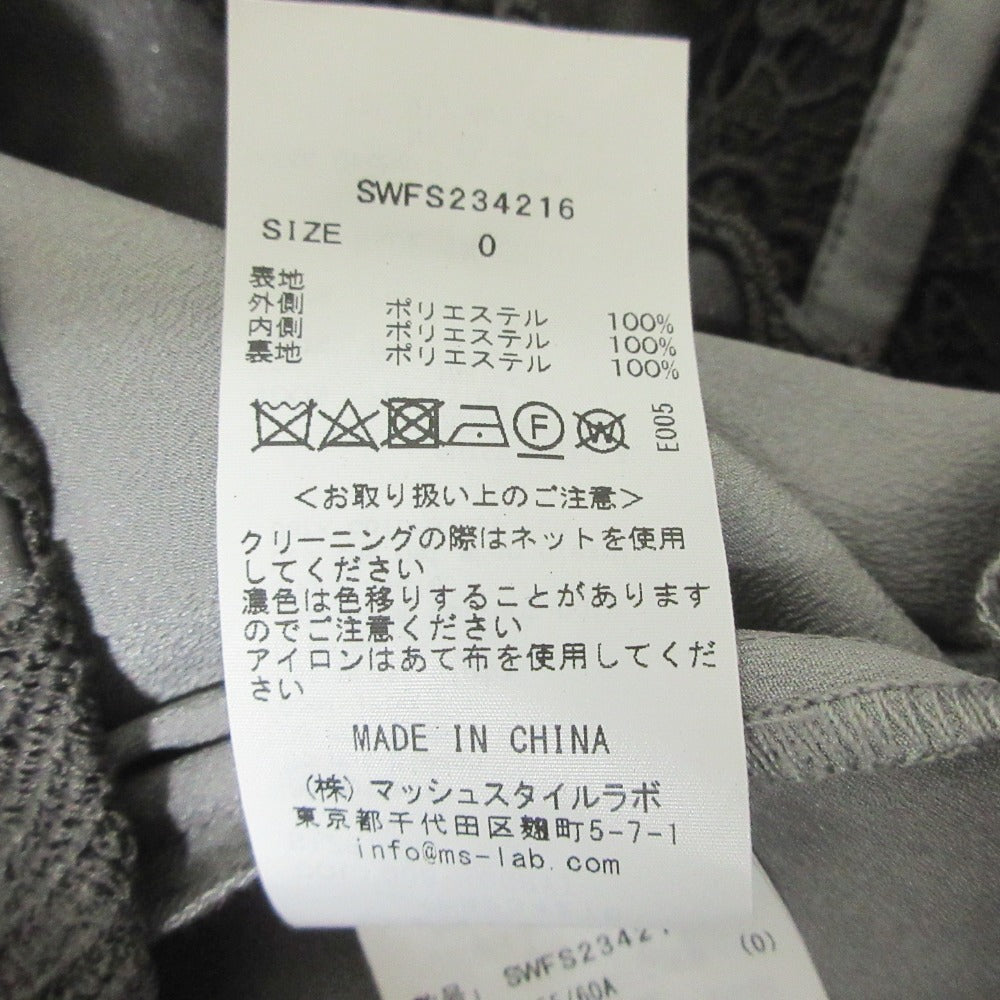 SWFS234216
SIZE 0
表地
外側 ポリエステル 100%
内側 ポリエステル 100%
裏地 ポリエステル 100%
F W E005
<お取り扱い上のご注意>
クリーニングの際はネットを使用
してください
濃色は色移りすることがあります
のでご注意ください
アイロンはあて布を使用してくだ
さい
MADE IN CHINA
(株)マッシュスタイルラボ
東京都千代田区麹町5-7-1
info@ms-lab.com
SWFS2342 (0)
/60A